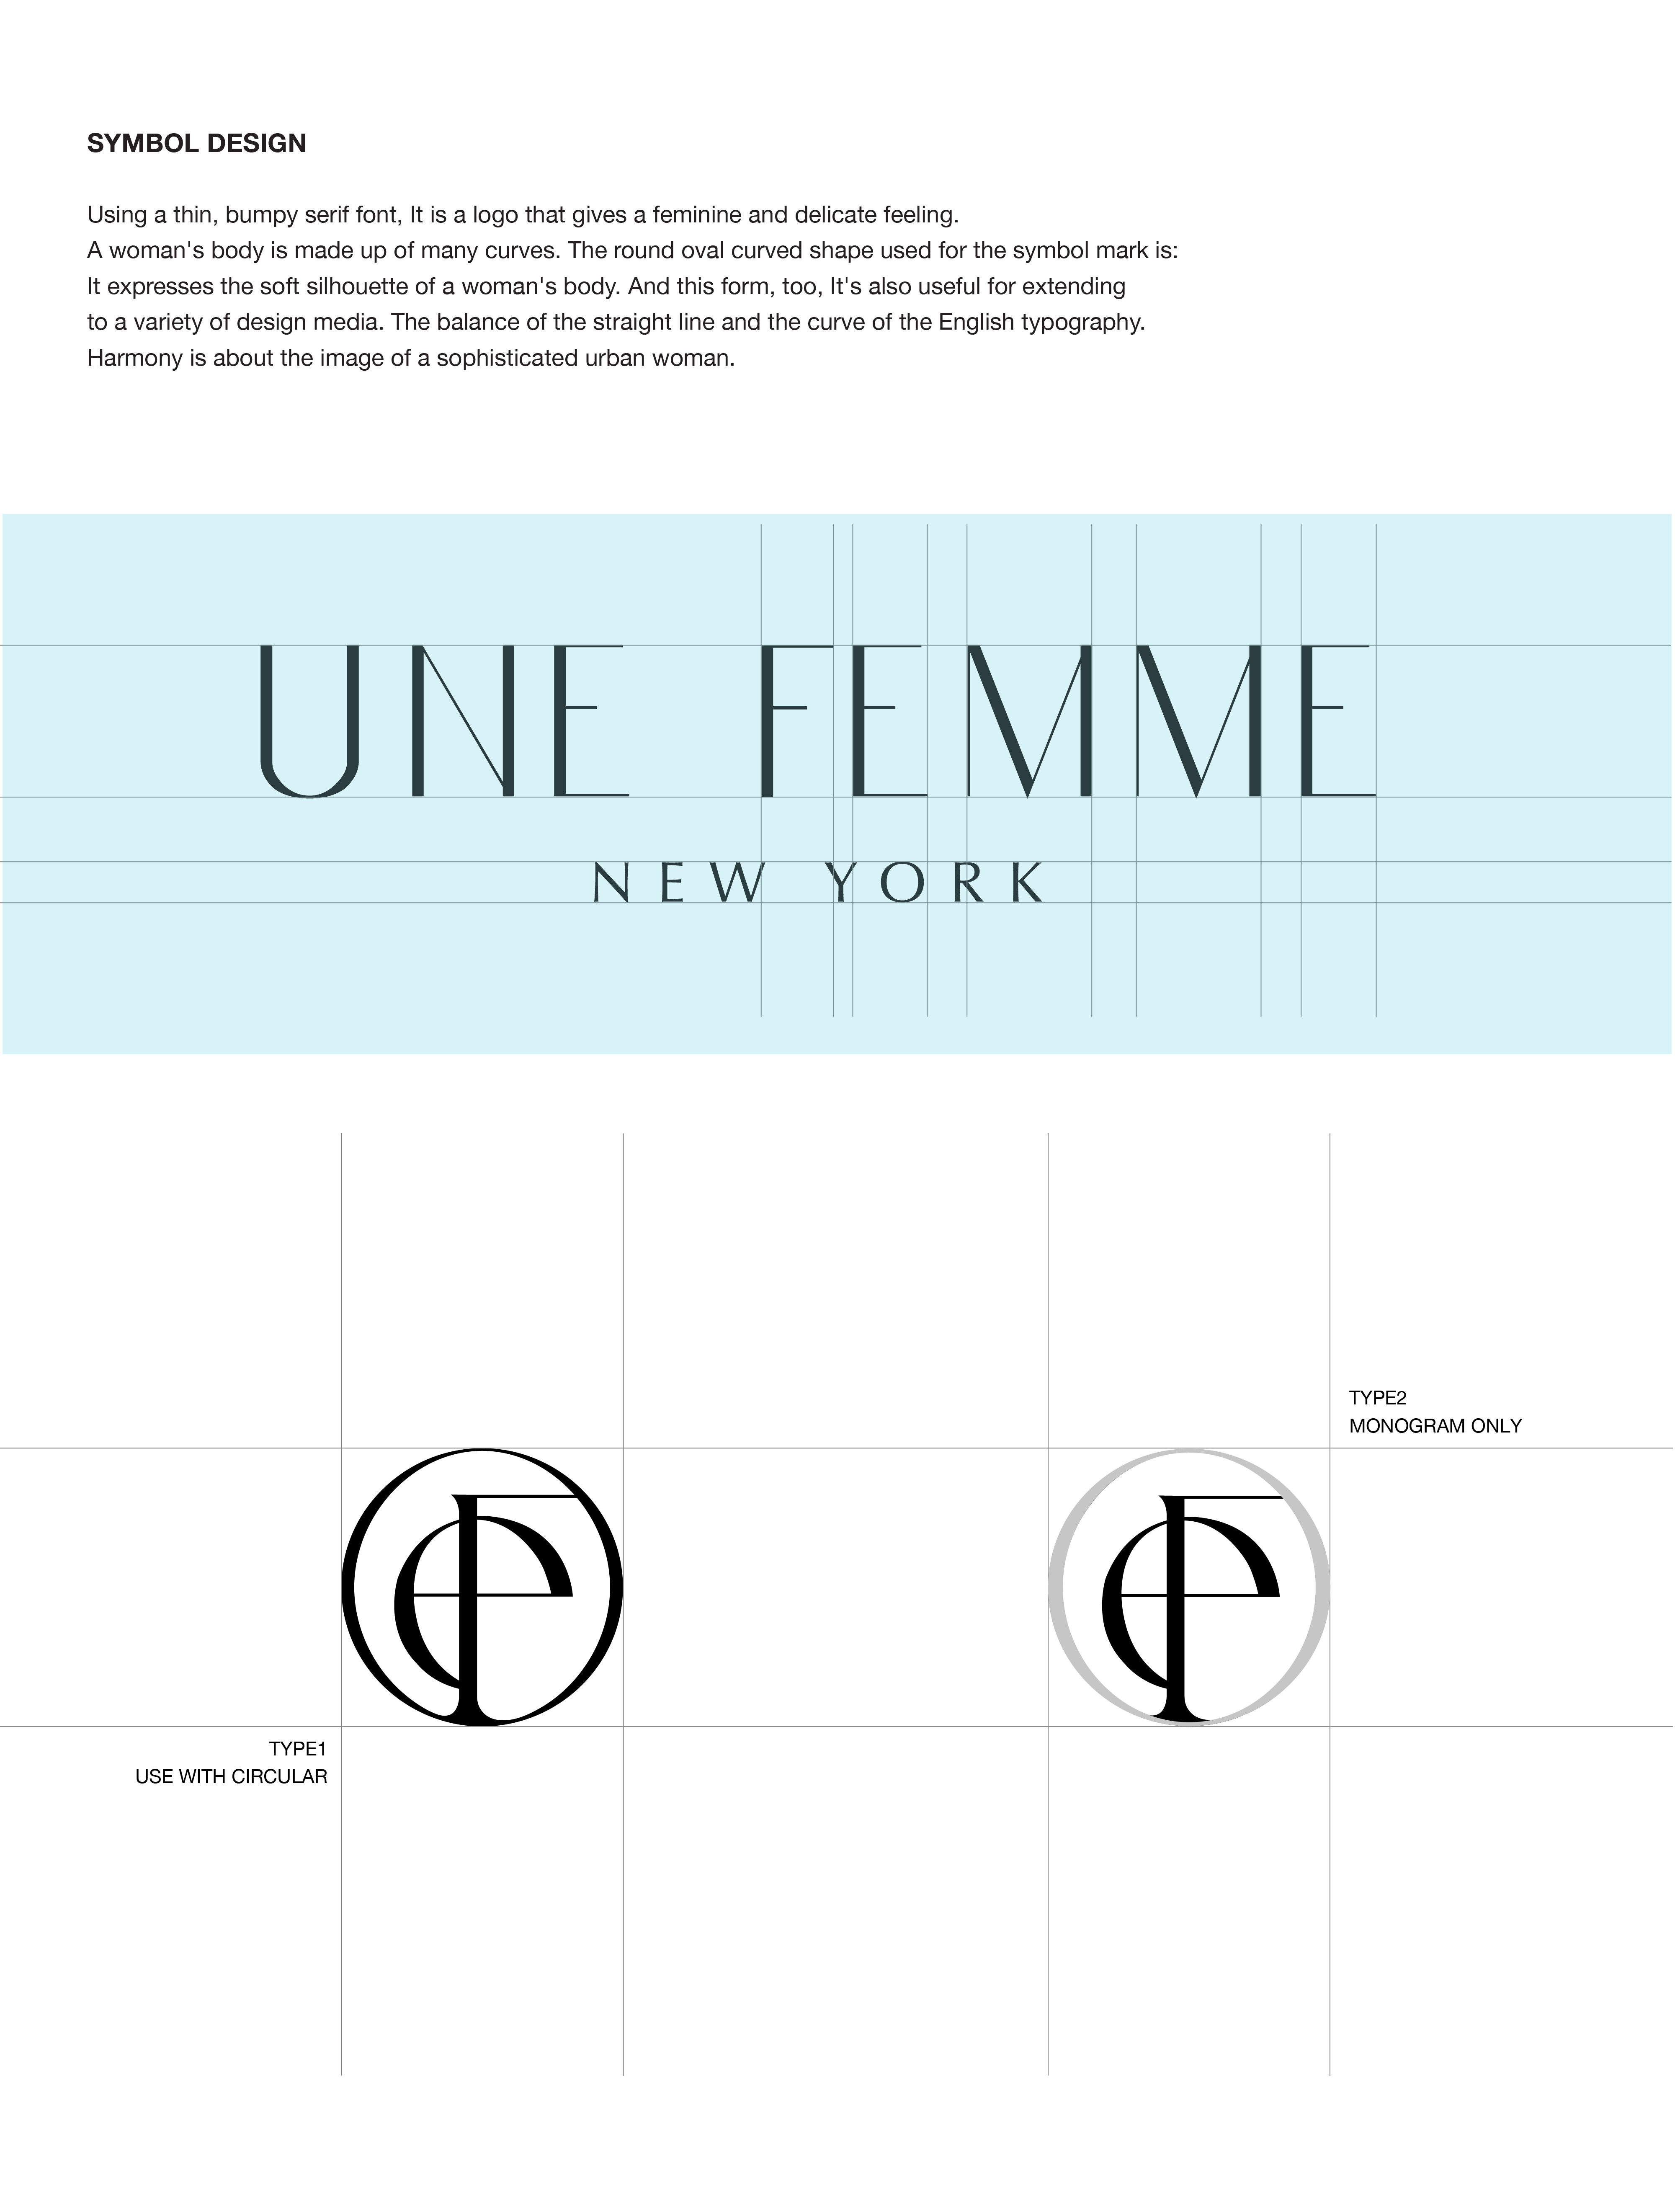 SYMBOL DESIGN
Using a thin, bumpy serif font, It is a logo that gives a feminine and delicate feeling.
A woman's body is made up of many curves. The round oval curved shape used for the symbol mark is:
It expresses the soft silhouette of a woman's body. And this form, too, It's also useful for extending
to a variety of design media. The balance of the straight line and the curve of the English typography.
Harmony is about the image of a sophisticated urban woman.
UNE FEMME
NEW YORK
TYPE2
MONOGRAM ONLY
TYPE1
USE WITH CIRCULAR